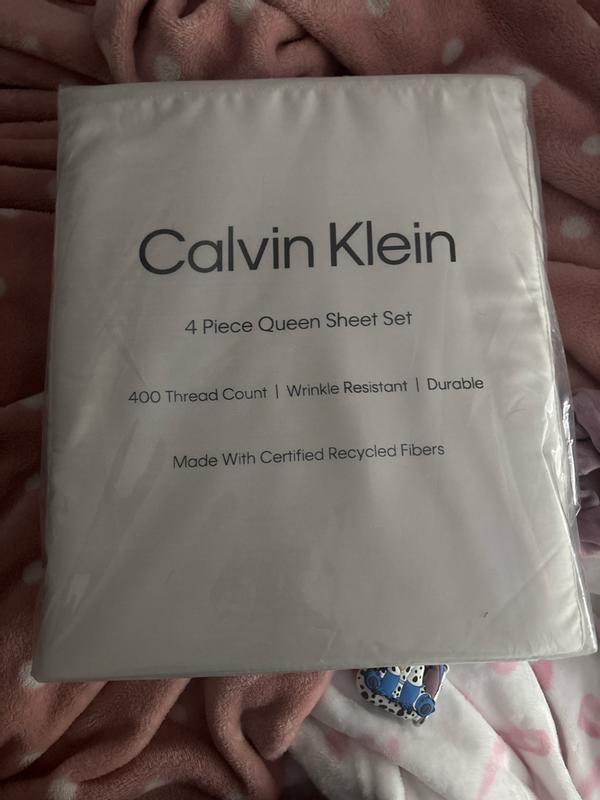 Calvin Klein
4 Piece Queen Sheet Set
400 Thread Count | Wrinkle Resistant | Durable
Made With Certified Recycled Fibers